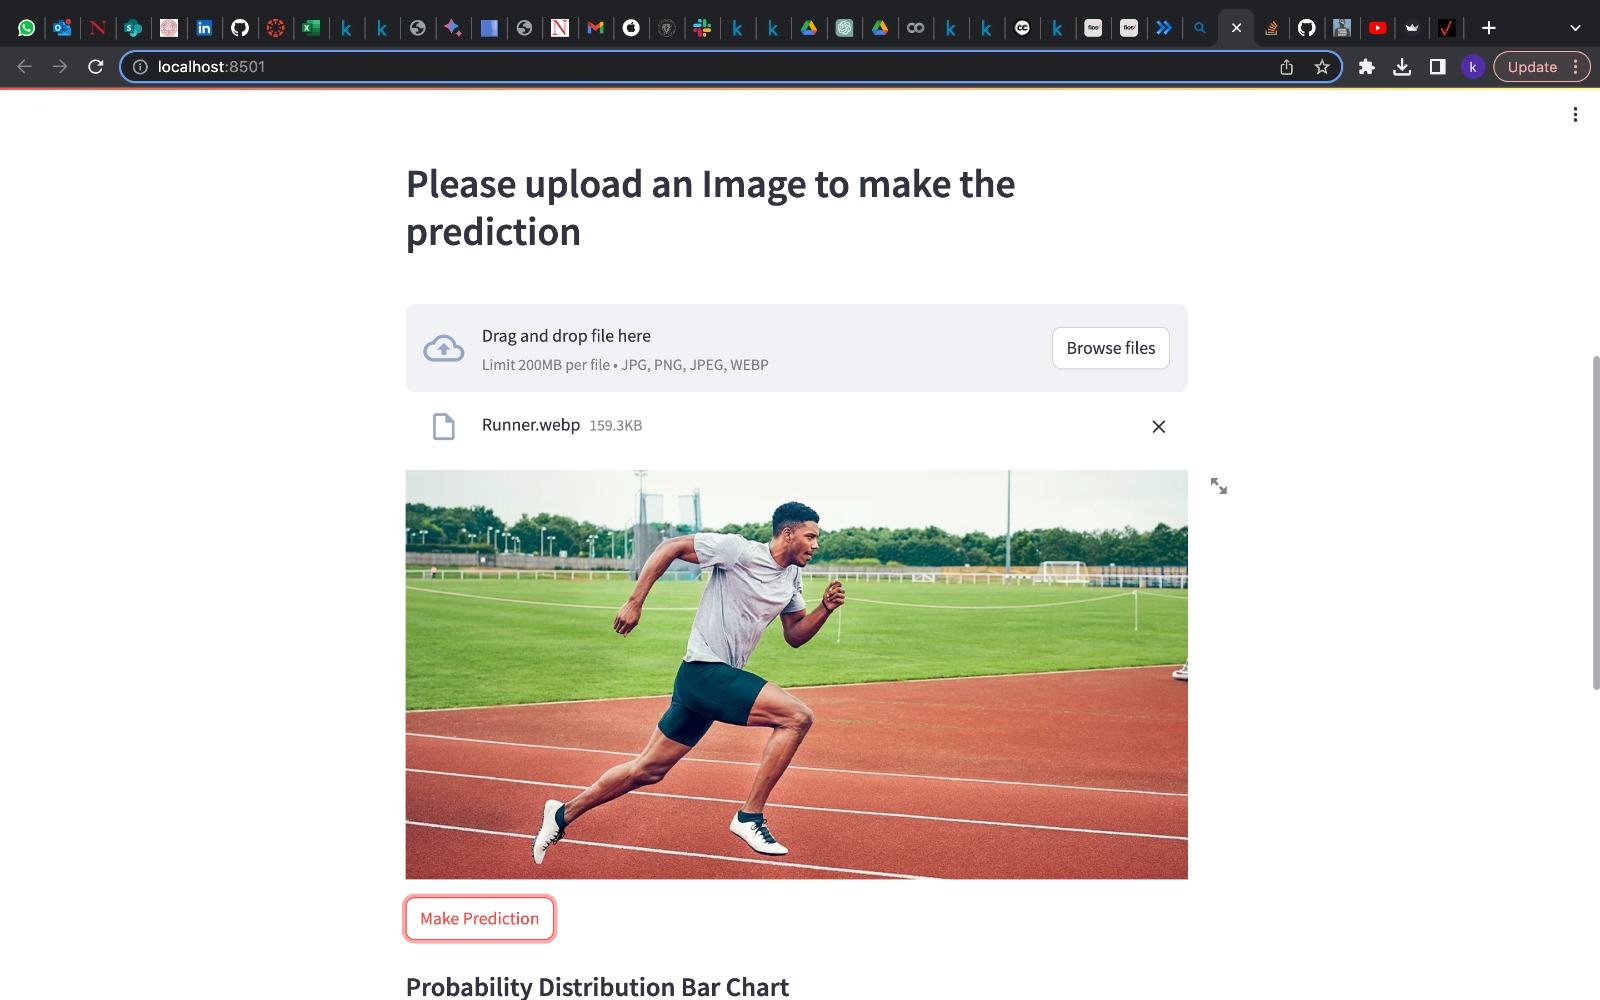 localhost:8501
Update
k
Please upload an Image to make the
prediction
Drag and drop file here
Limit 200MB per file • JPG, PNG, JPEG, WEBP
Browse files
Runner.webp 159.3KB
Make Prediction
Probability Distribution Bar Chart